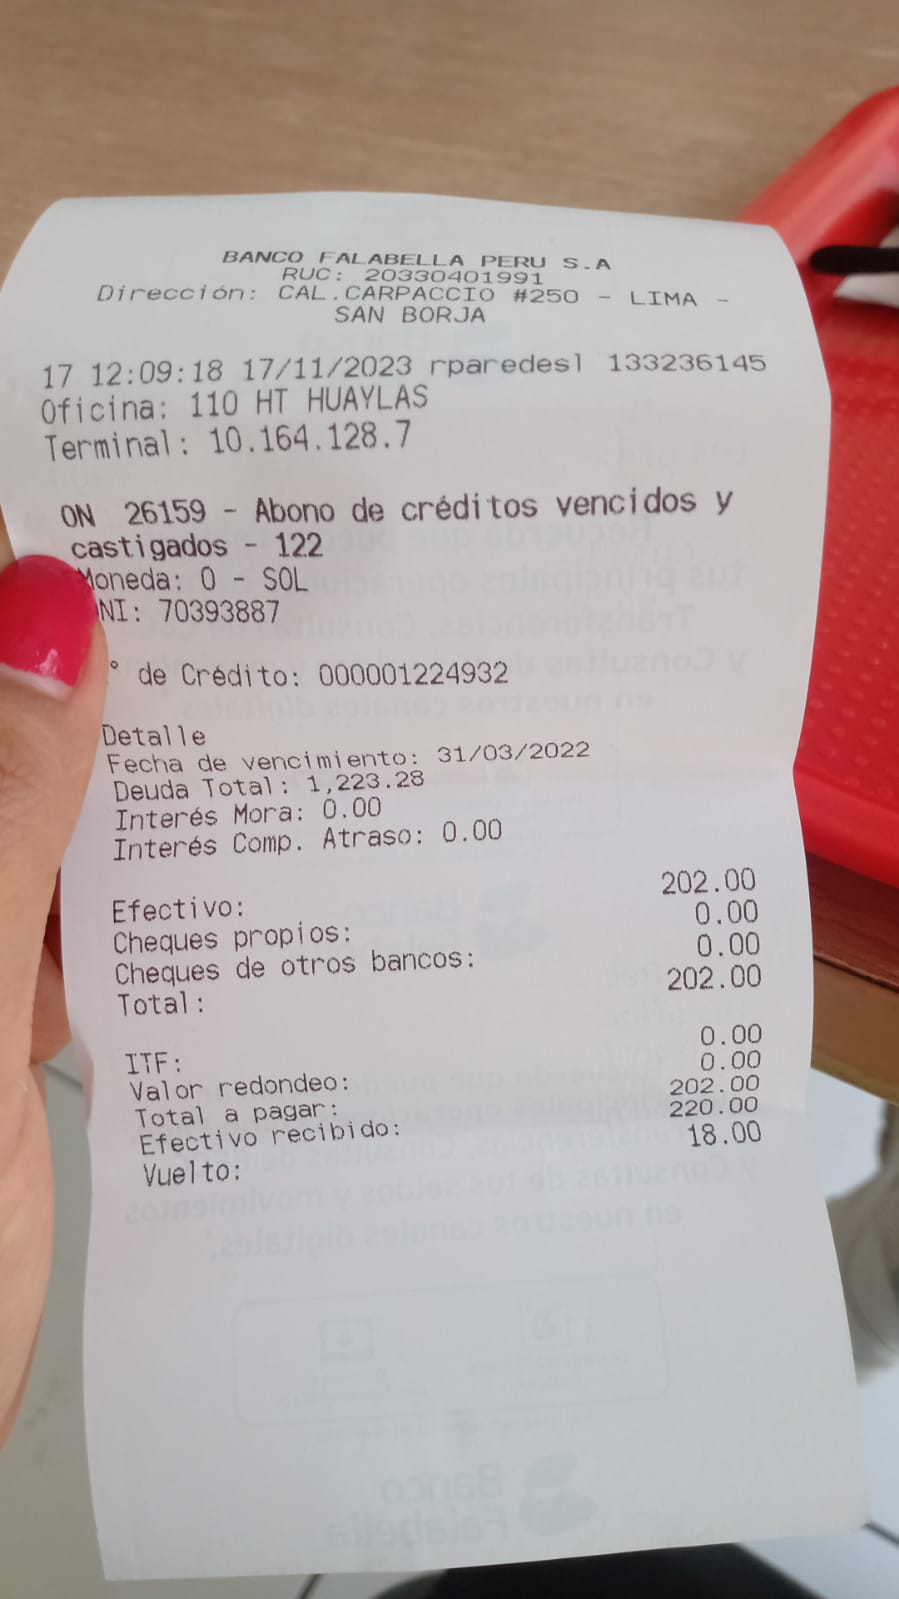 BANCO FALABELLA PERU S.A
RUC: 20330401991
Dirección: CAL.CARPACCIO #250 - LIMA -
SAN BORJA
17 12:09:18 17/11/2023 rparedesl 133236145
Oficina: 110 HT HUAYLAS
Terminal: 10.164.128.7
ON 26159 - Abono de créditos vencidos y
castigados - 122
Moneda: 0 - SOL
NI: 70393887
° de Crédito: 000001224932
Detalle
Fecha de vencimiento: 31/03/2022
Deuda Total: 1,223.28
Interés Mora: 0.00
Interés Comp. Atraso: 0.00
Efectivo: 202.00
Cheques propios: 0.00
Cheques de otros bancos: 0.00
Total: 202.00
ITF: 0.00
Valor redondeo: 0.00
Total a pagar: 202.00
Efectivo recibido: 220.00
Vuelto: 18.00